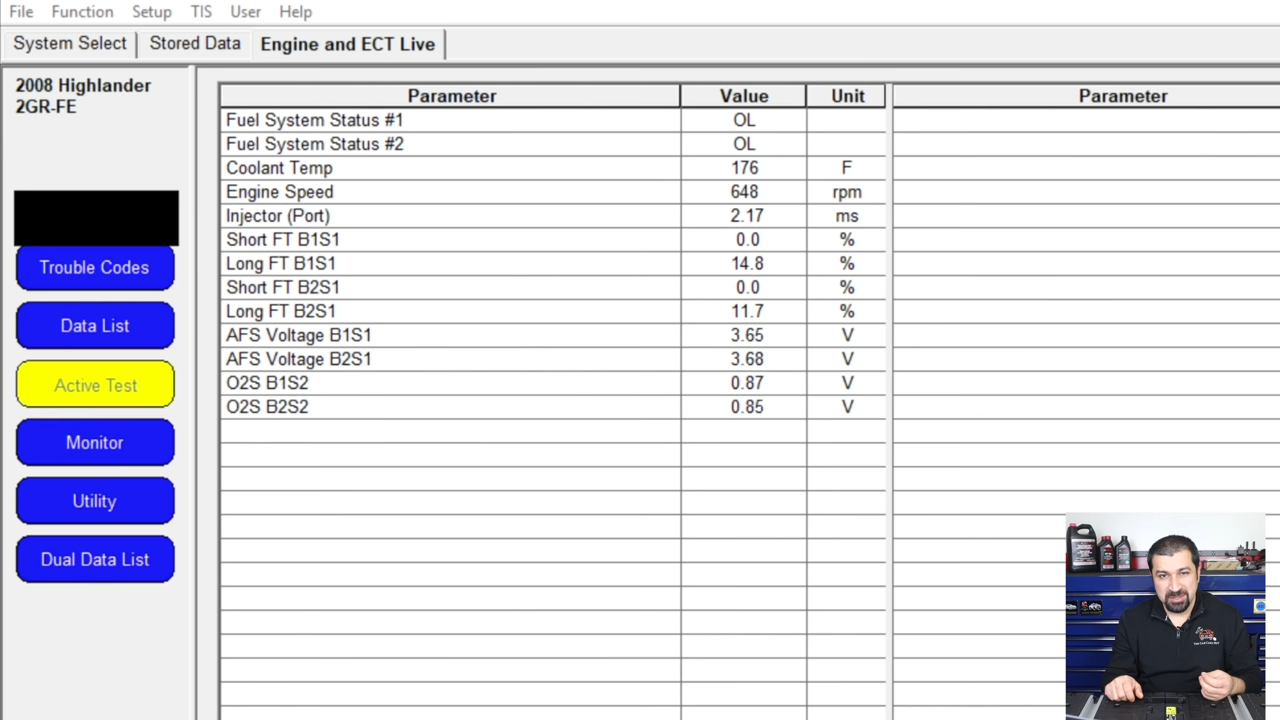 File Function Setup TIS User Help
System Select Stored Data Engine and ECT Live
2008 Highlander
2GR-FE
Trouble Codes
Data List
Active Test
Monitor
Utility
Dual Data List
Parameter Value Unit Parameter
Fuel System Status #1 OL
Fuel System Status #2 OL
Coolant Temp 176 F
Engine Speed 648 rpm
Injector (Port) 2.17 ms
Short FT B1S1 0.0 %
Long FT B1S1 14.8 %
Short FT B2S1 0.0 %
Long FT B2S1 11.7 %
AFS Voltage B1S1 3.65 V
AFS Voltage B2S1 3.68 V
O2S B1S2 0.87 V
O2S B2S2 0.85 V